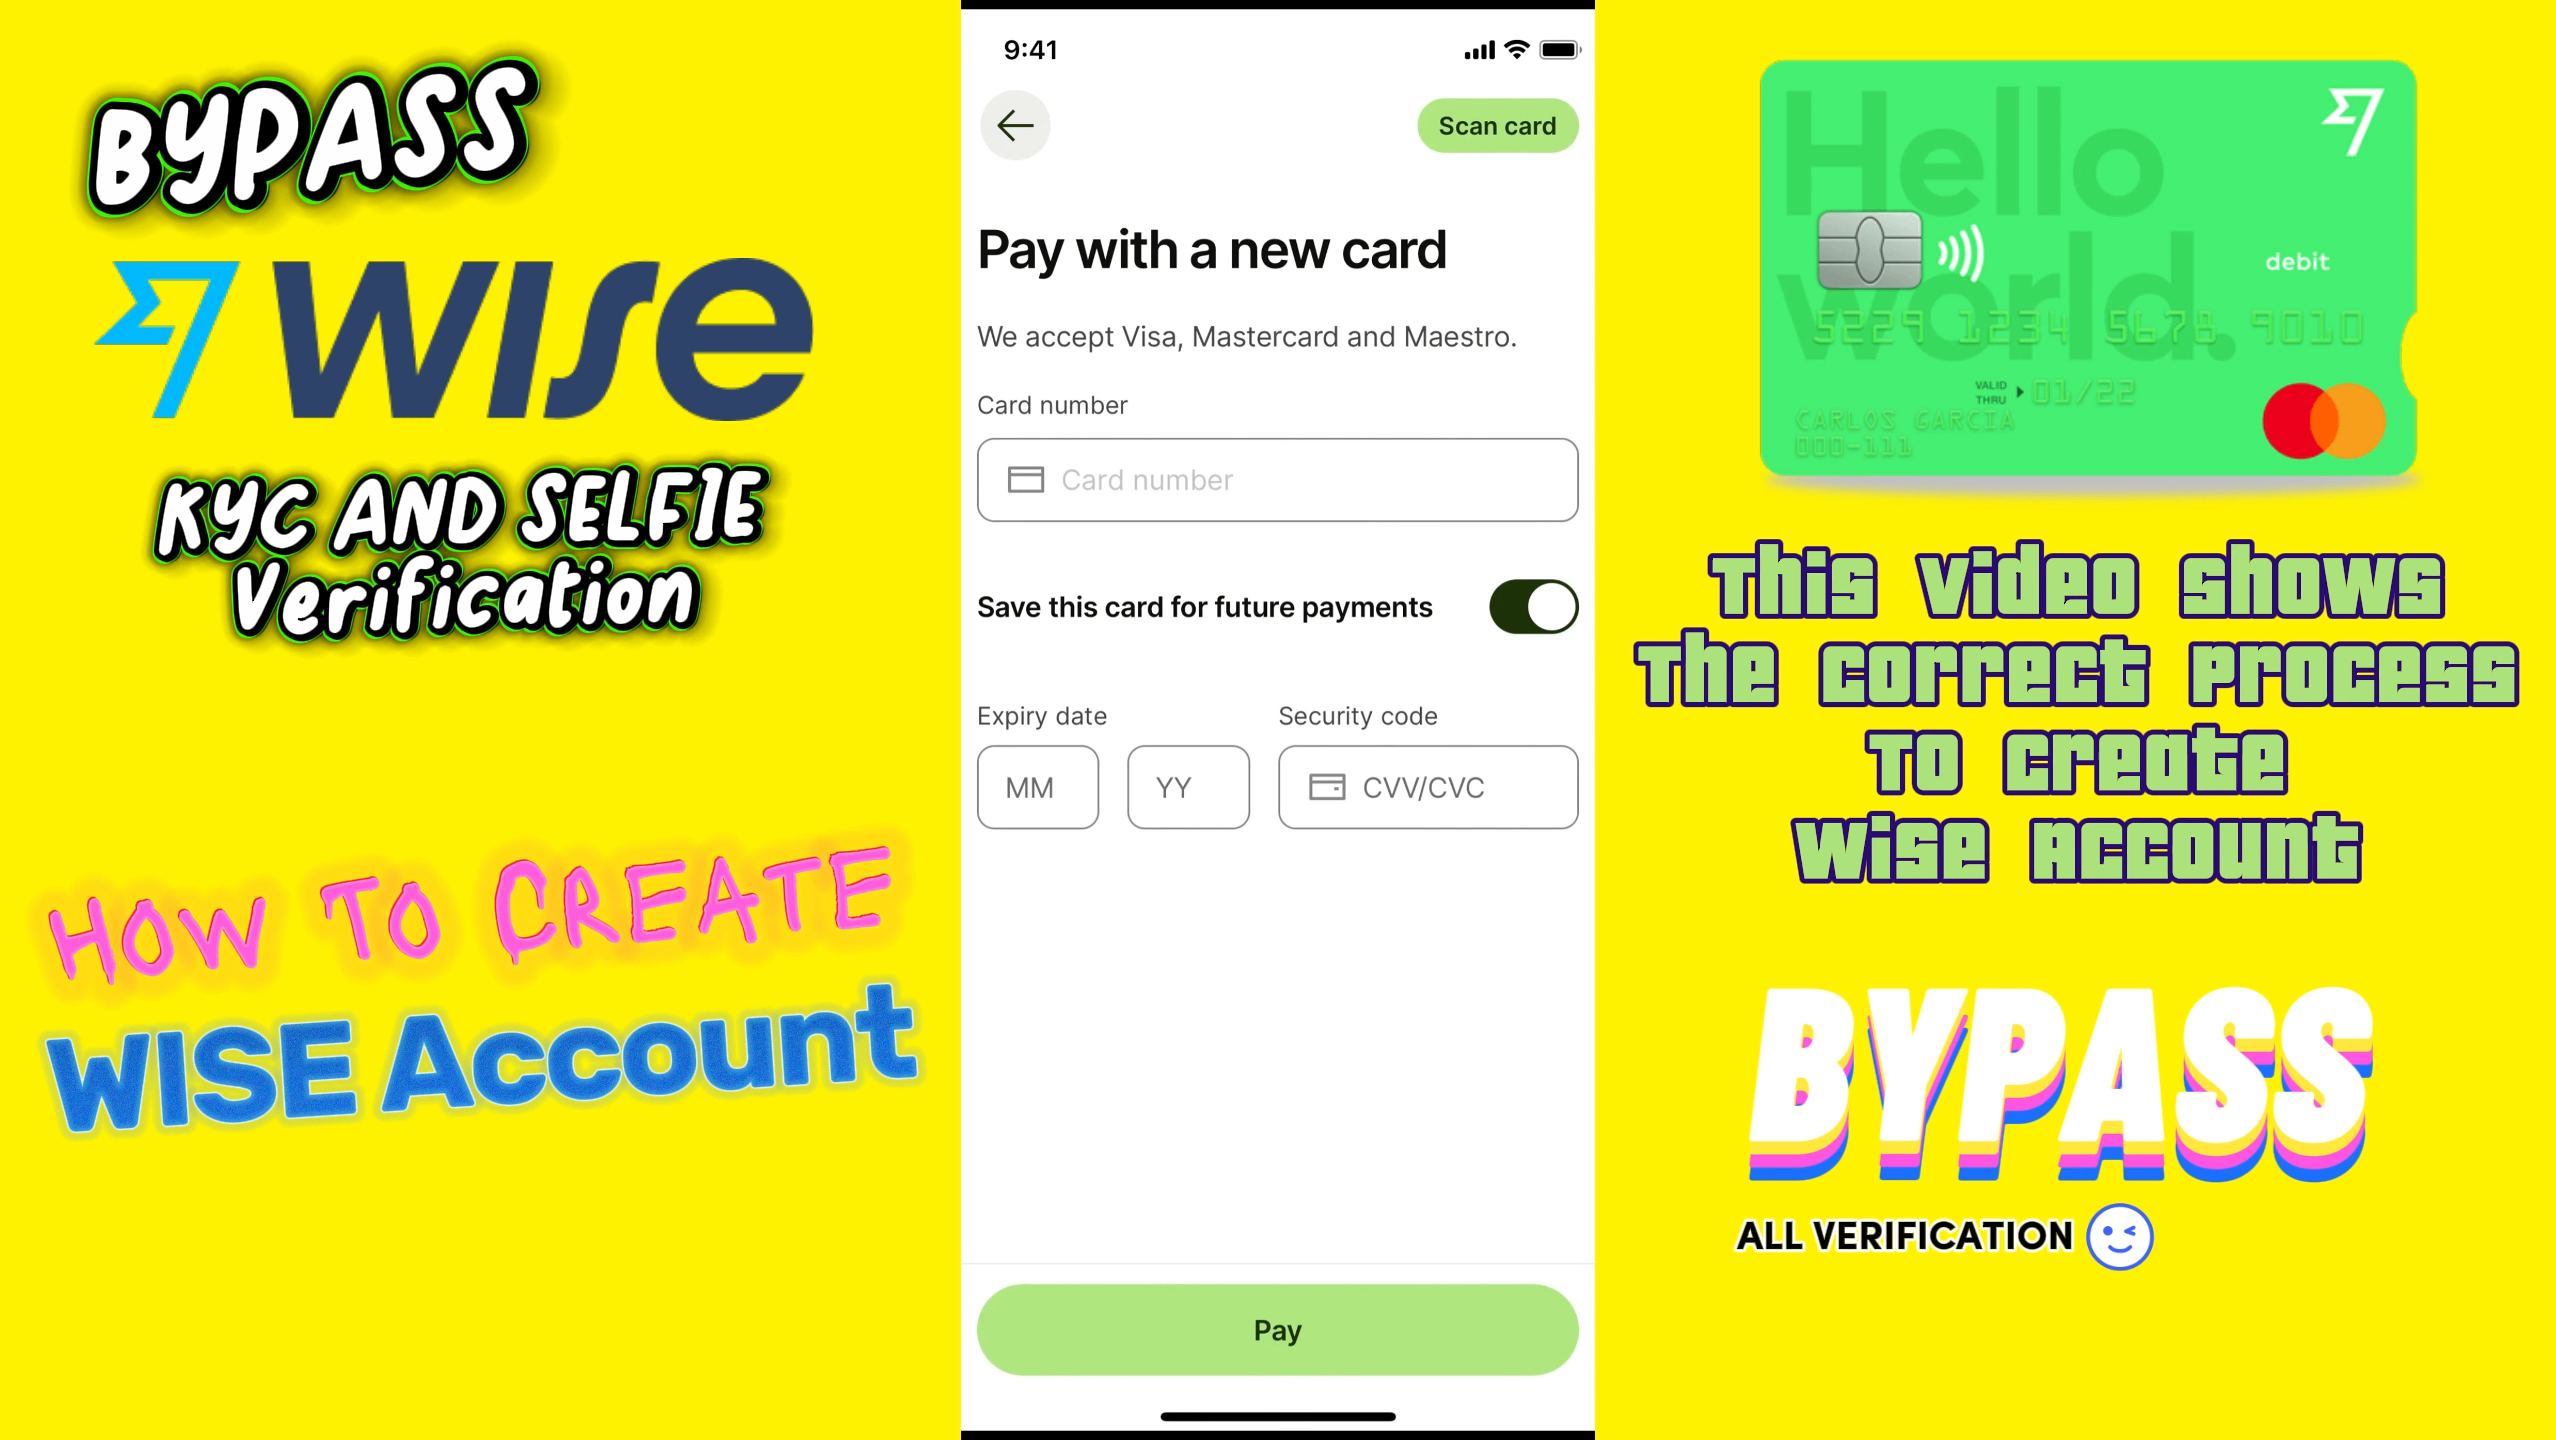 BYPASS
WISE
KYC AND SELFIE
Verification
HOW TO CREATE
WISE Account
9:41
Scan card
Pay with a new card
We accept Visa, Mastercard and Maestro.
Card number
Card number
Save this card for future payments
Expiry date
Security code
MM
YY
CVV/CVC
Pay
Hello
world.
debit
5229 1234 5678 9010
VALID
THRU
01/22
CARLOS GARCIA
000-111
This Video shows
The correct process
To create
Wise Account
BYPASS
ALL VERIFICATION